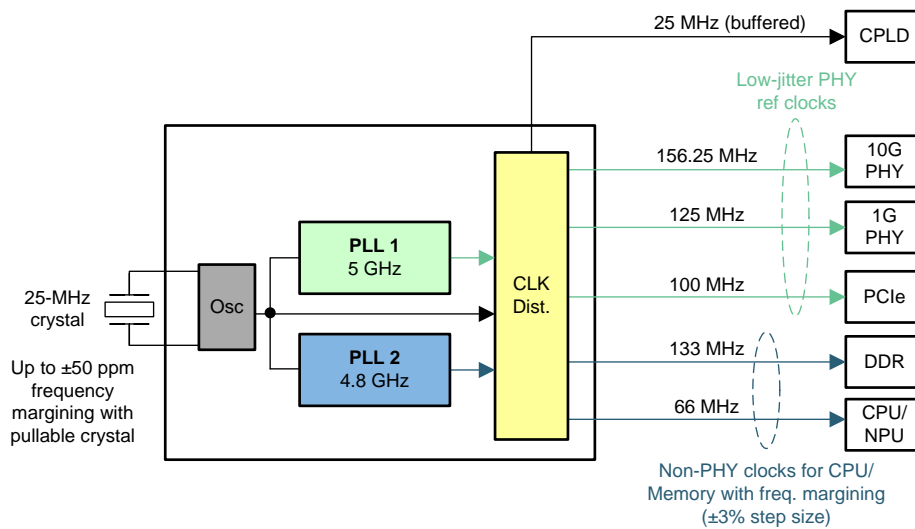 25 MHz (buffered)
CPLD
Low-jitter PHY
ref clocks
156.25 MHz
10G
PHY
125 MHz
1G
PHY
PLL 1
5 GHz
CLK
Dist.
100 MHz
PCIe
25-MHz
crystal
Osc
PLL 2
4.8 GHz
133 MHz
DDR
Up to ±50 ppm
frequency
margining with
pullable crystal
66 MHz
CPU/
NPU
Non-PHY clocks for CPU/
Memory with freq. margining
(±3% step size)